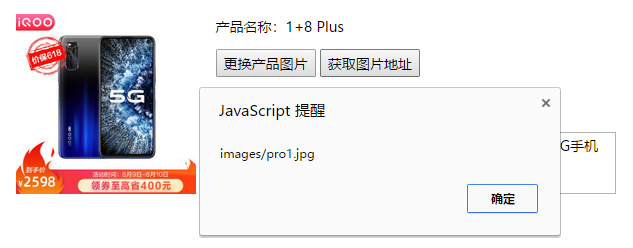 iQOO
产品名称：1+8 Plus
价保618
更换产品图片 获取图片地址
5G
JavaScript 提醒
×
images/pro1.jpg
G手机
确定
活动时间：6月9日-6月10日
¥2598
领券至高省400元